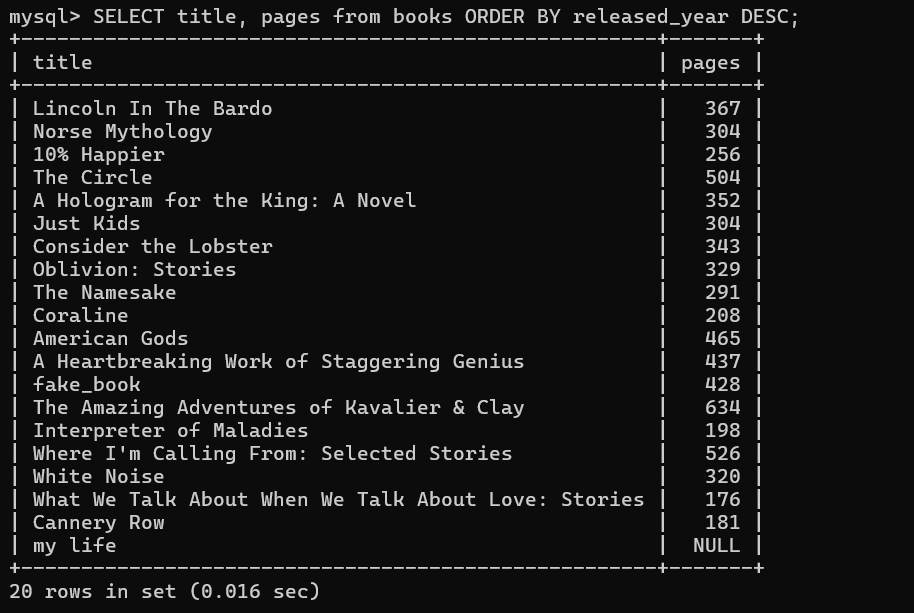 mysql> SELECT title, pages from books ORDER BY released_year DESC;
+----------------------------------------------------+-------+
| title                                              | pages |
+----------------------------------------------------+-------+
| Lincoln In The Bardo                               |   367 |
| Norse Mythology                                    |   304 |
| 10% Happier                                        |   256 |
| The Circle                                         |   504 |
| A Hologram for the King: A Novel                   |   352 |
| Just Kids                                          |   304 |
| Consider the Lobster                               |   343 |
| Oblivion: Stories                                  |   329 |
| The Namesake                                       |   291 |
| Coraline                                           |   208 |
| American Gods                                      |   465 |
| A Heartbreaking Work of Staggering Genius          |   437 |
| fake_book                                          |   428 |
| The Amazing Adventures of Kavalier & Clay          |   634 |
| Interpreter of Maladies                            |   198 |
| Where I'm Calling From: Selected Stories           |   526 |
| White Noise                                        |   320 |
| What We Talk About When We Talk About Love: Stories |   176 |
| Cannery Row                                        |   181 |
| my life                                            |  NULL |
+----------------------------------------------------+-------+
20 rows in set (0.016 sec)